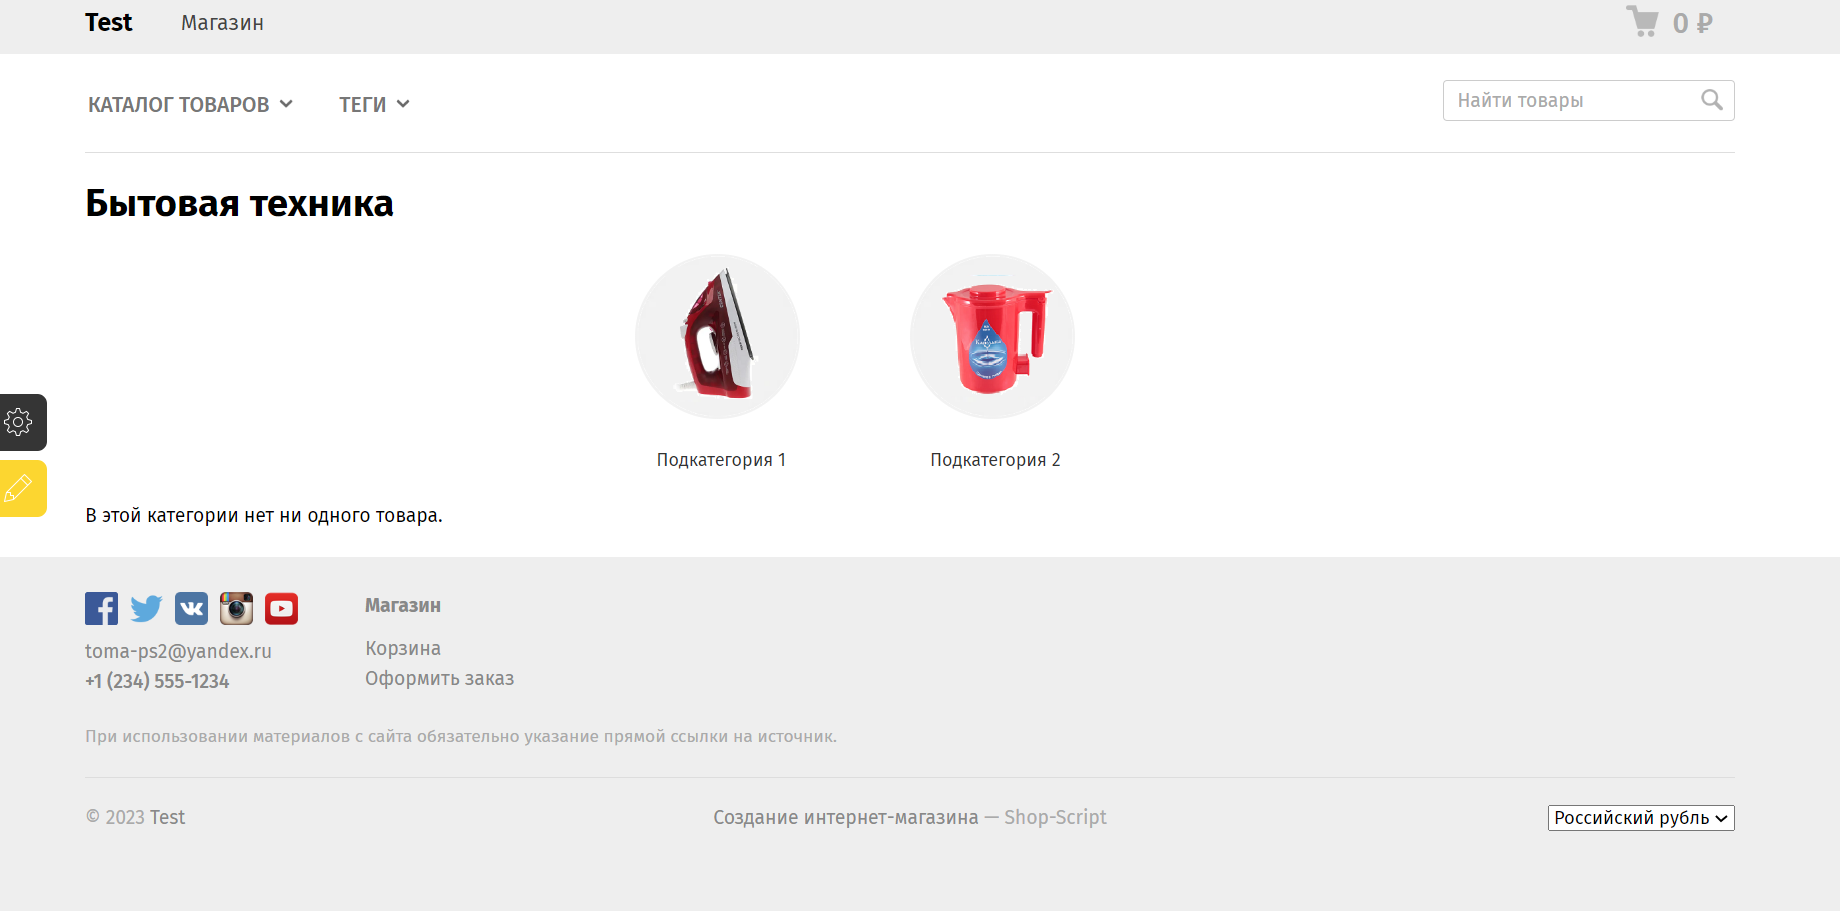 Test
Магазин
0 ₽
КАТАЛОГ ТОВАРОВ
ТЕГИ
Найти товары
Бытовая техника
Подкатегория 1
Подкатегория 2
В этой категории нет ни одного товара.
Магазин
toma-ps2@yandex.ru
Корзина
+1 (234) 555-1234
Оформить заказ
При использовании материалов с сайта обязательно указание прямой ссылки на источник.
© 2023 Test
Создание интернет-магазина — Shop-Script
Российский рубль